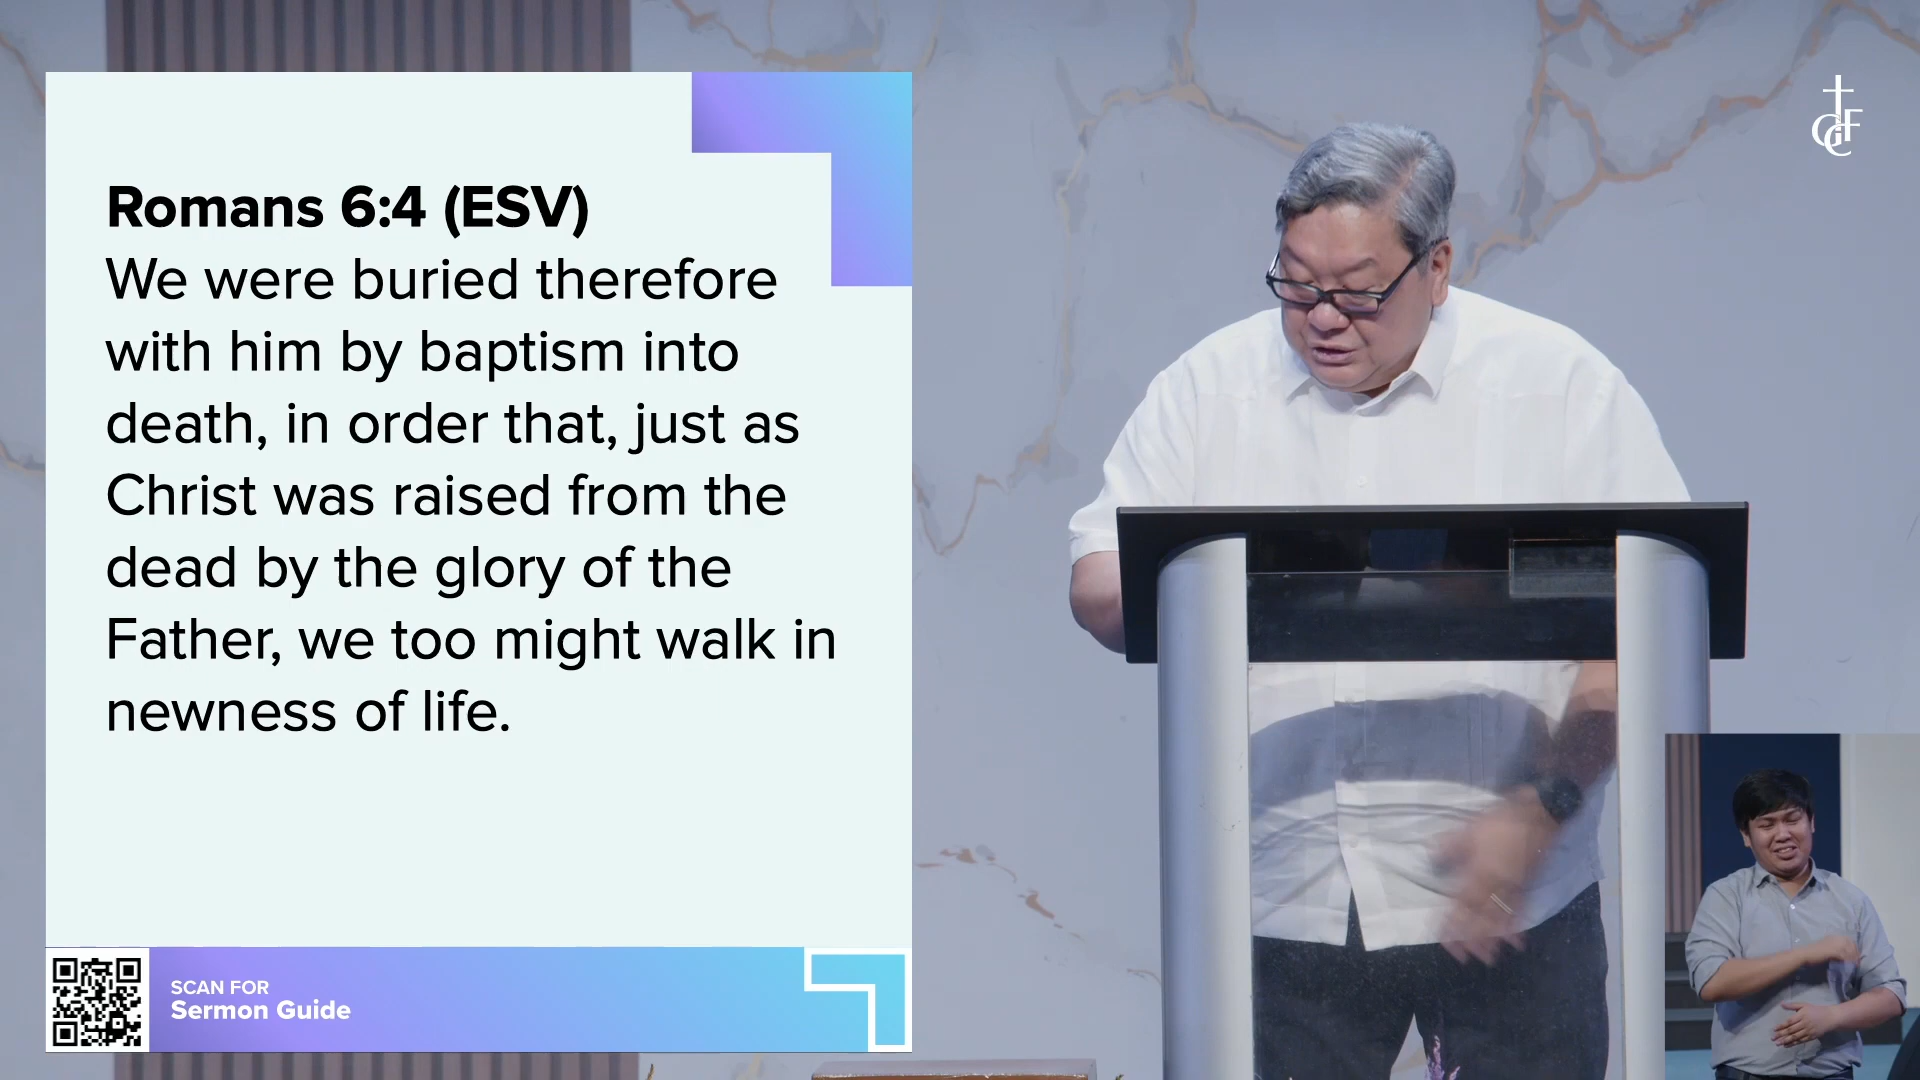 Romans 6:4 (ESV)
We were buried therefore
with him by baptism into
death, in order that, just as
Christ was raised from the
dead by the glory of the
Father, we too might walk in
newness of life.
SCAN FOR
Sermon Guide
GCF